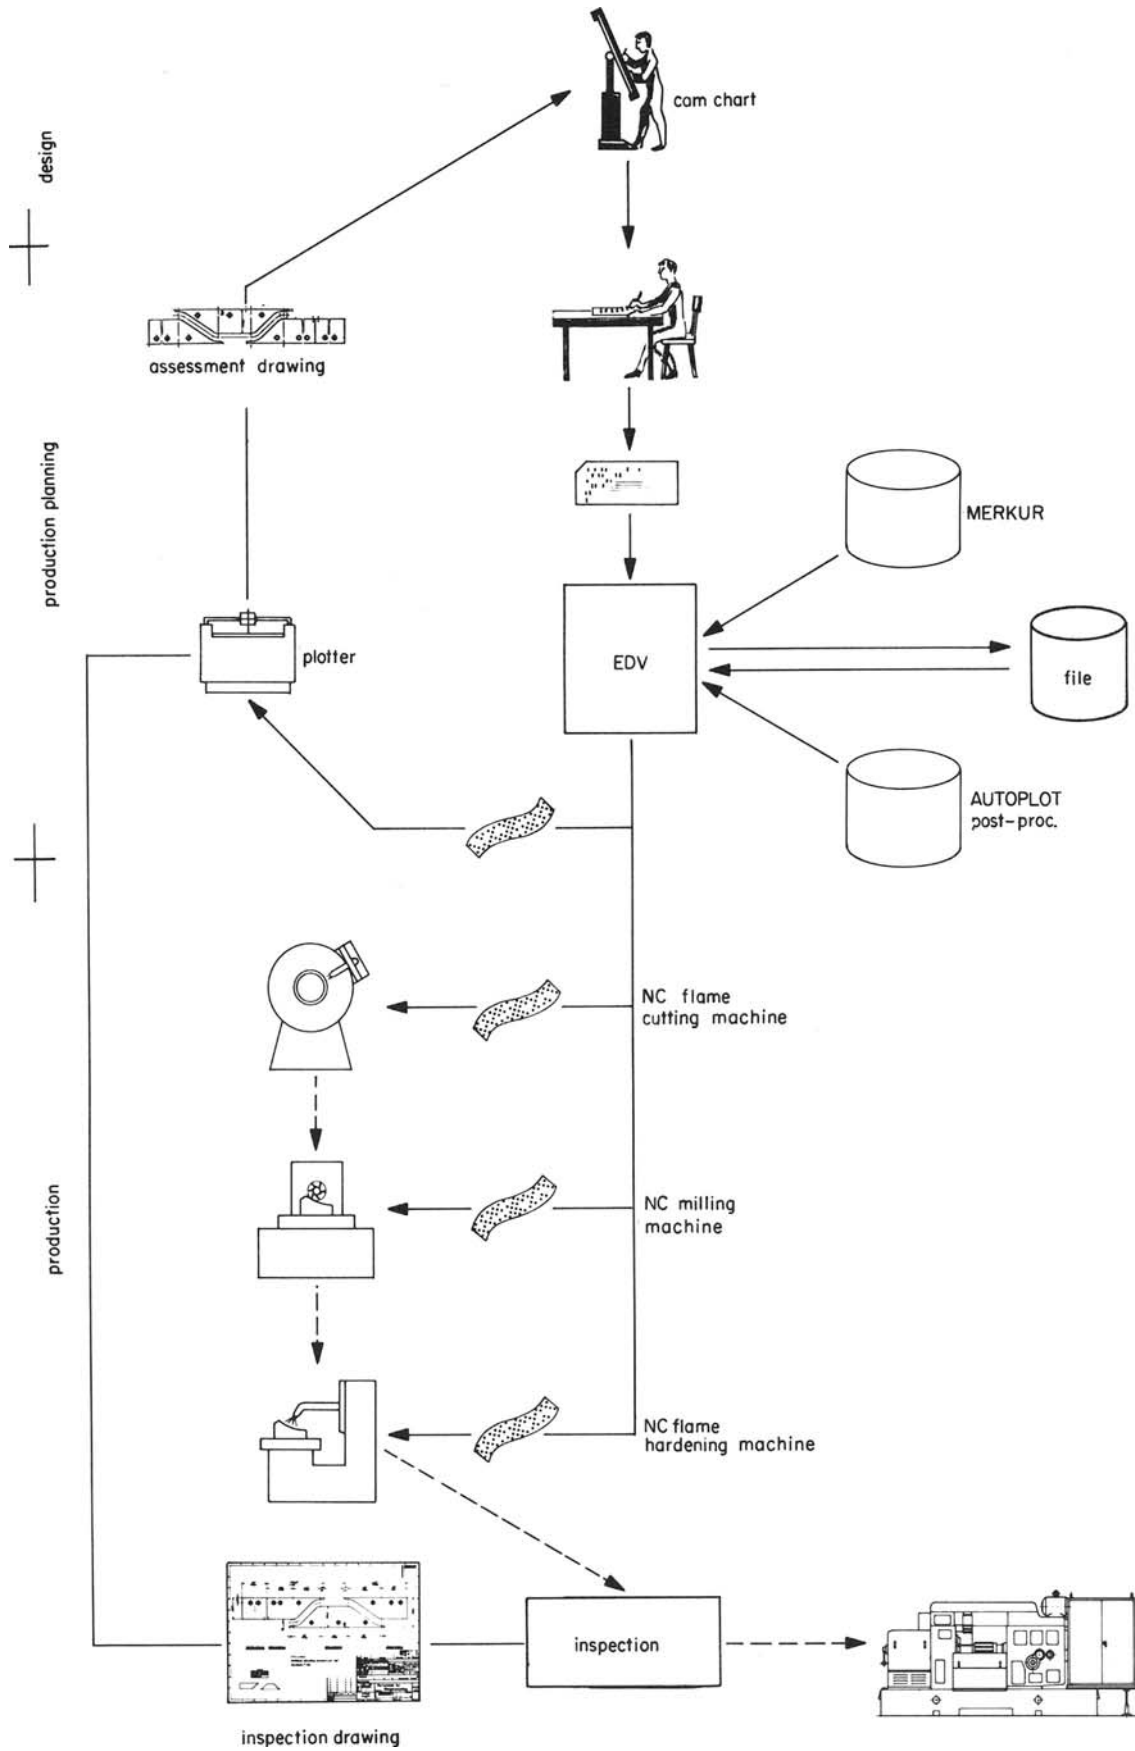 cam chart
design
assessment drawing
production planning
MERKUR
plotter
EDV
file
AUTOPLOT
post-proc.
NC flame
cutting machine
NC milling
machine
production
NC flame
hardening machine
inspection
inspection drawing